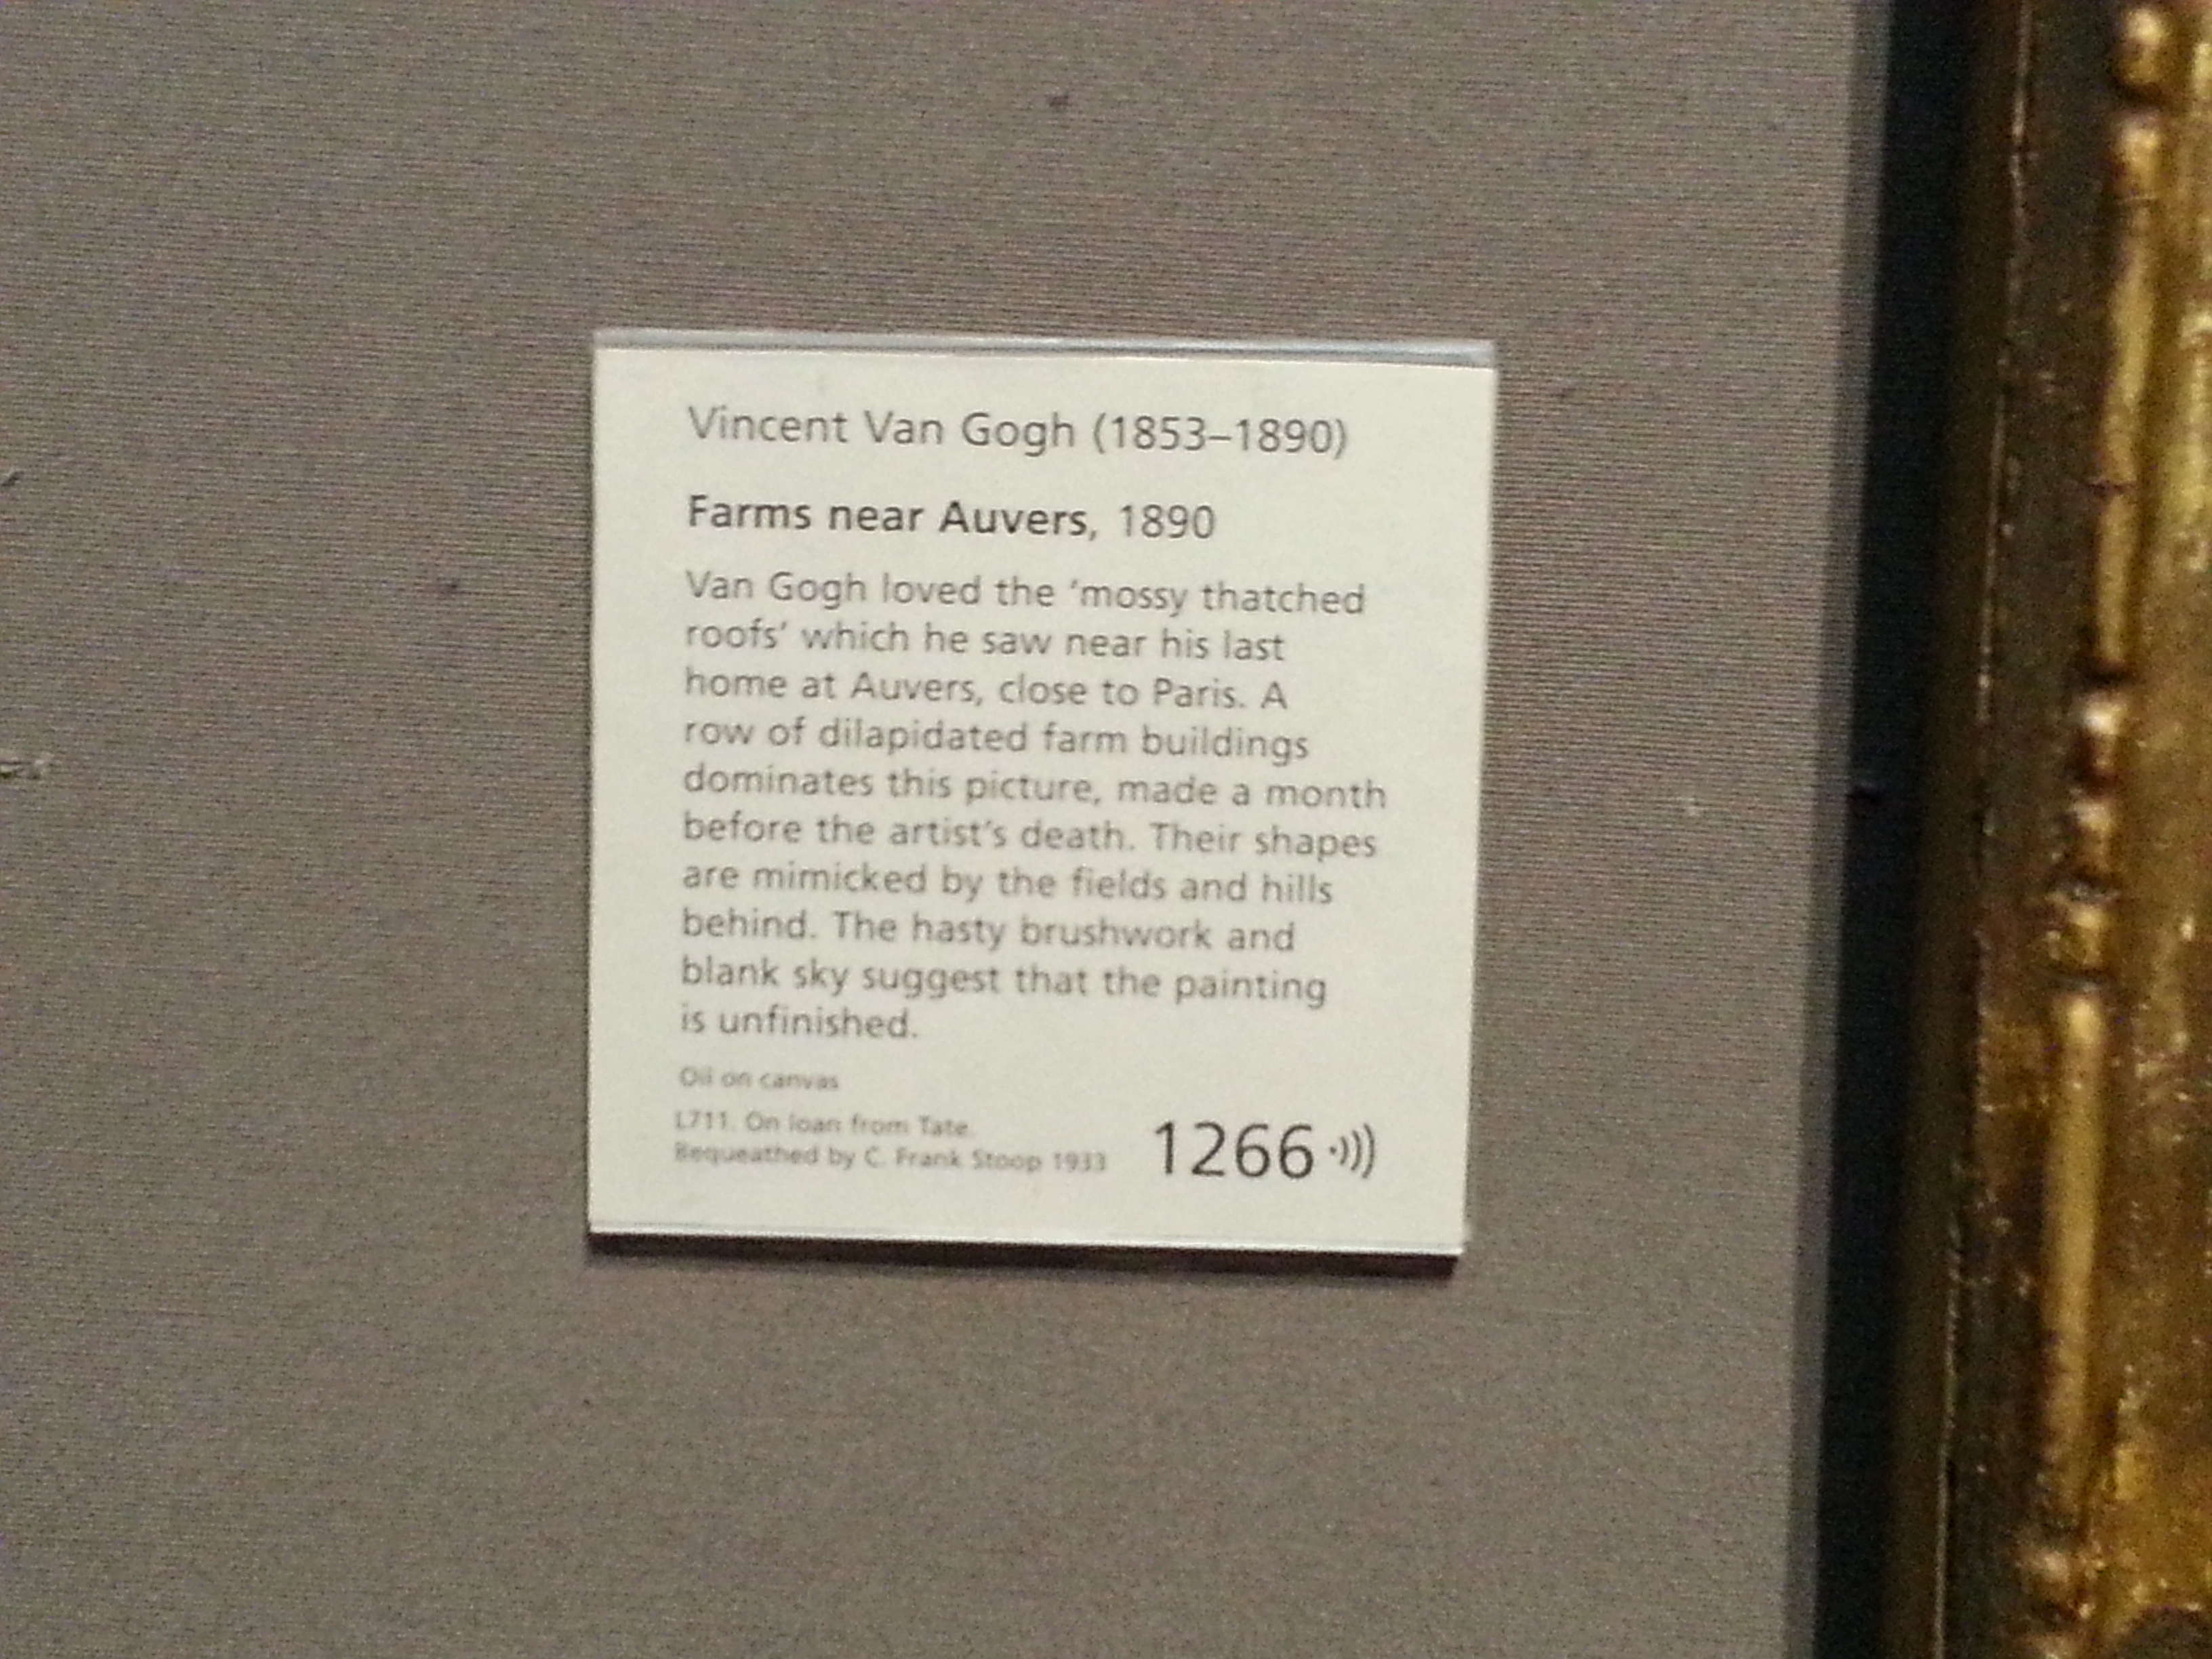 Vincent Van Gogh (1853–1890)
Farms near Auvers, 1890
Van Gogh loved the ‘mossy thatched
roofs’ which he saw near his last
home at Auvers, close to Paris. A
row of dilapidated farm buildings
dominates this picture, made a month
before the artist’s death. Their shapes
are mimicked by the fields and hills
behind. The hasty brushwork and
blank sky suggest that the painting
is unfinished.
Oil on canvas
L711. On loan from Tate.
Bequeathed by C. Frank Stoop 1933
1266